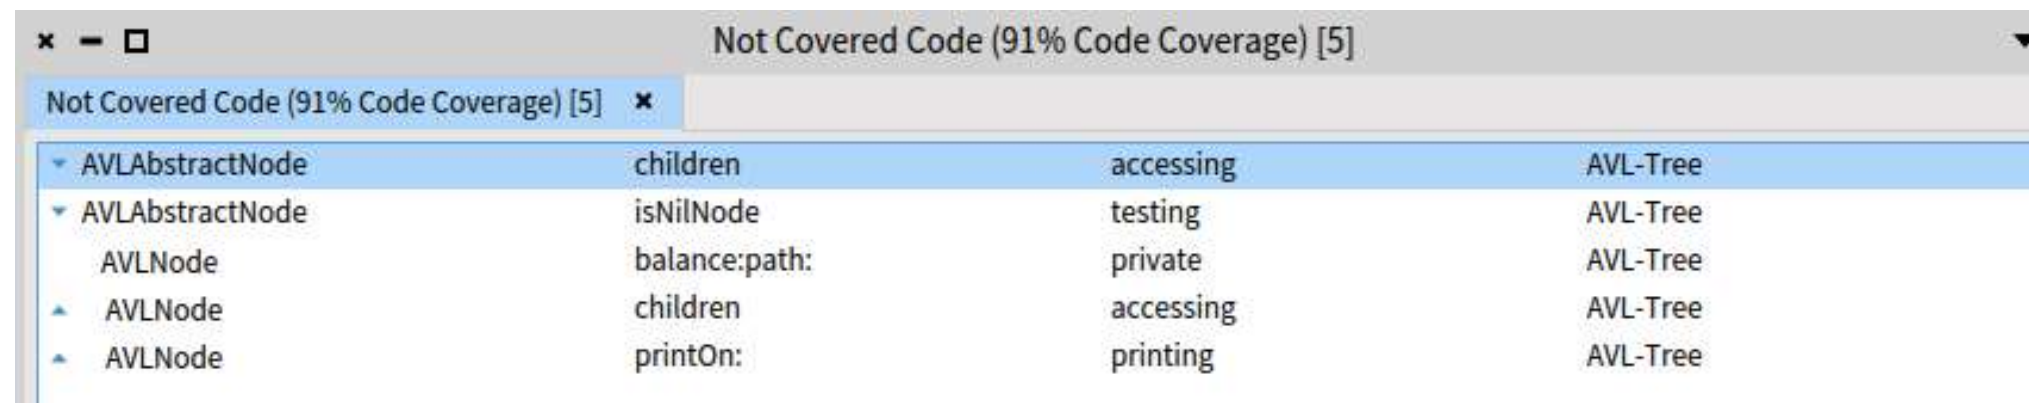 Not Covered Code (91% Code Coverage) [5]
Not Covered Code (91% Code Coverage) [5]
AVLAbstractNode children accessing AVL-Tree
AVLAbstractNode isNilNode testing AVL-Tree
AVLNode balance:path: private AVL-Tree
AVLNode children accessing AVL-Tree
AVLNode printOn: printing AVL-Tree